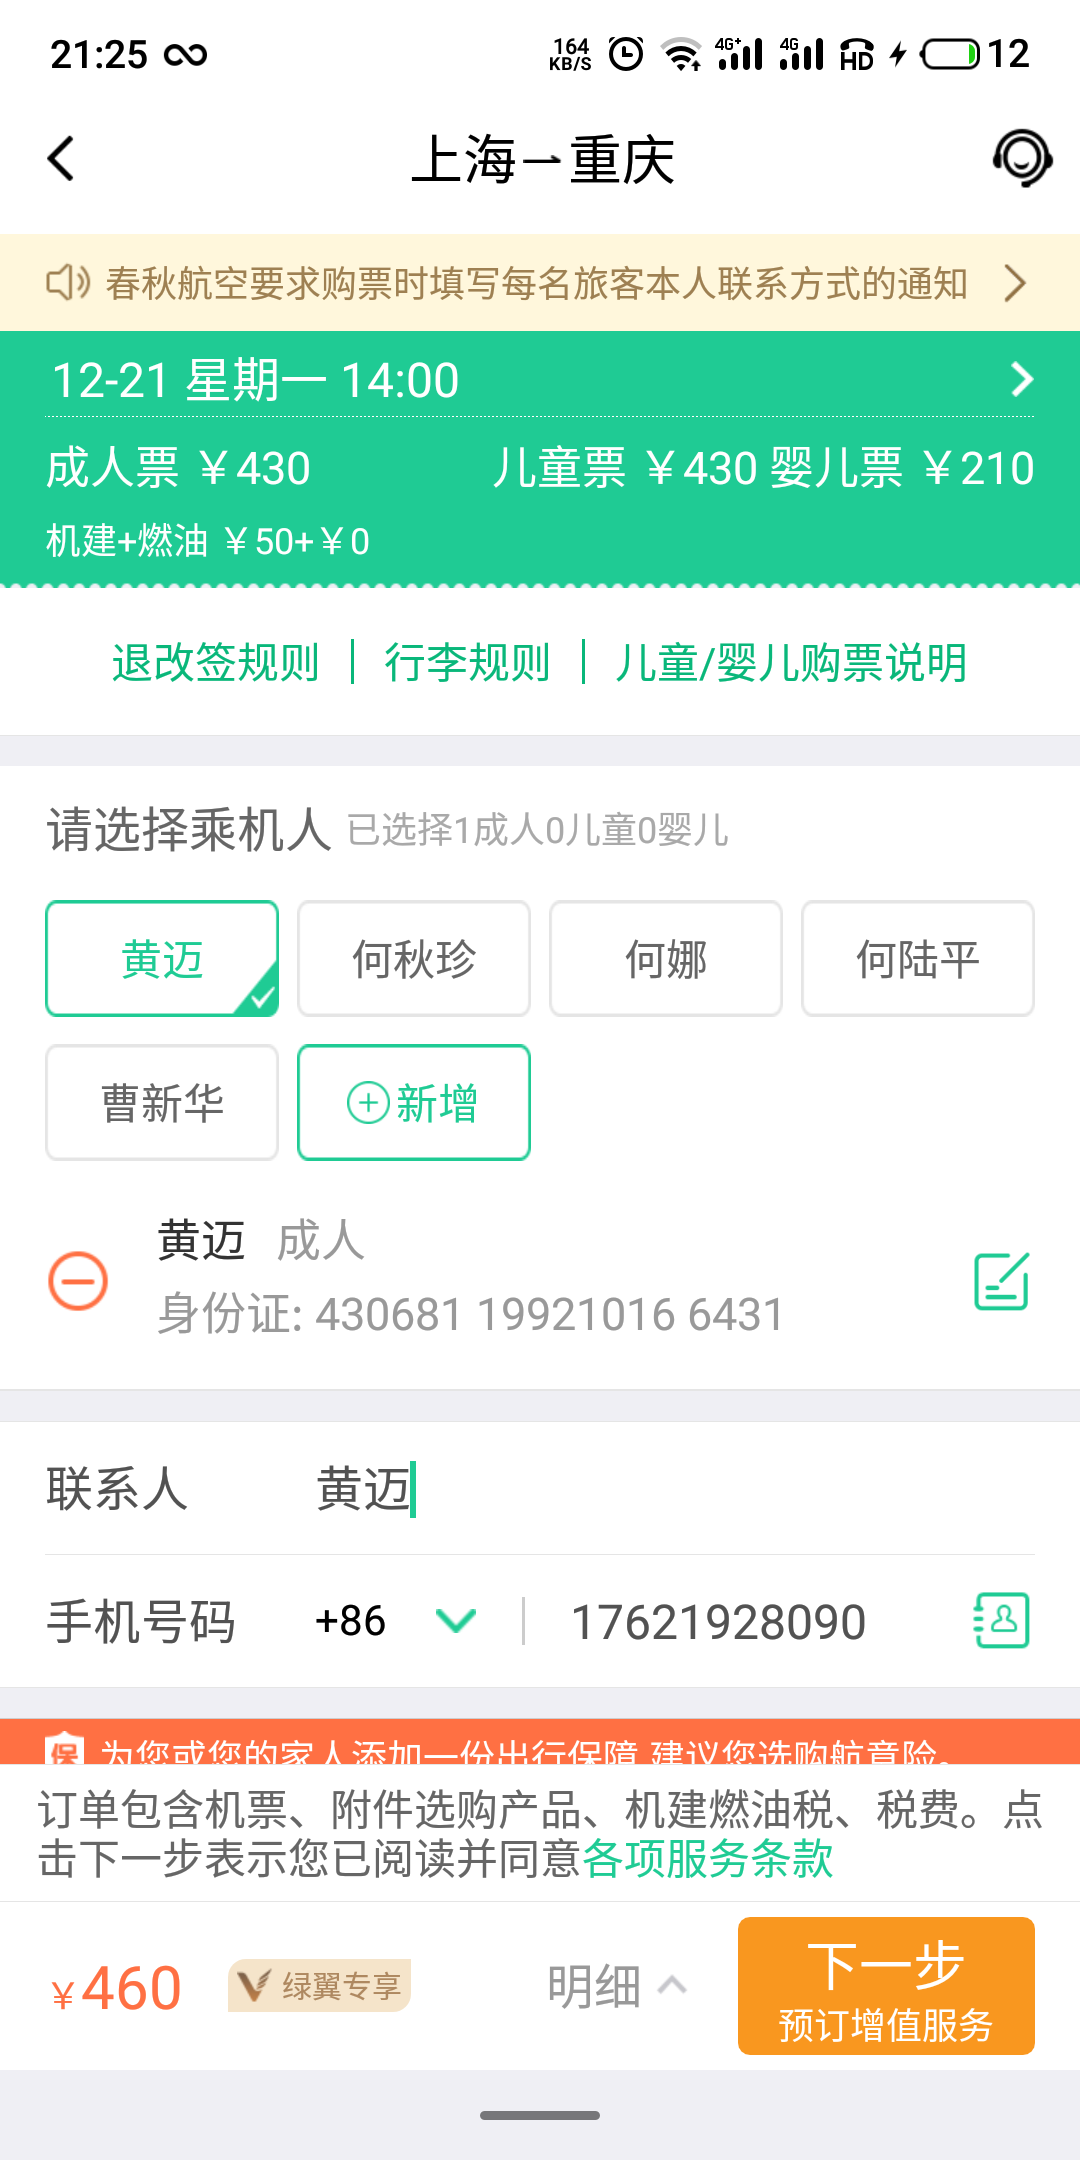 21:25
164 KB/S 4G+ 4G HD 12
上海⇀重庆
春秋航空要求购票时填写每名旅客本人联系方式的通知
12-21 星期一 14:00
成人票 ￥430 儿童票 ￥430 婴儿票 ￥210
机建+燃油 ￥50+￥0
退改签规则 | 行李规则 | 儿童/婴儿购票说明
请选择乘机人 已选择1成人0儿童0婴儿
黄迈 何秋珍 何娜 何陆平
曹新华 新增
黄迈 成人
身份证: 430681 19921016 6431
联系人 黄迈
手机号码 +86 17621928090
保 为您或您的家人添加一份出行保障,建议您选购航意险。
订单包含机票、附件选购产品、机建燃油税、税费。点
击下一步表示您已阅读并同意各项服务条款
￥460 绿翼专享 明细 下一步
预订增值服务